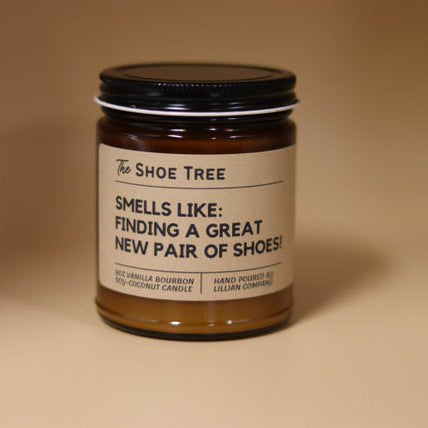 The SHOE TREE
SMELLS LIKE:
FINDING A GREAT
NEW PAIR OF SHOES!
9OZ VANILLA BOURBON
SOY-COCONUT CANDLE
HAND POURED By
LILLIAN COMPANy